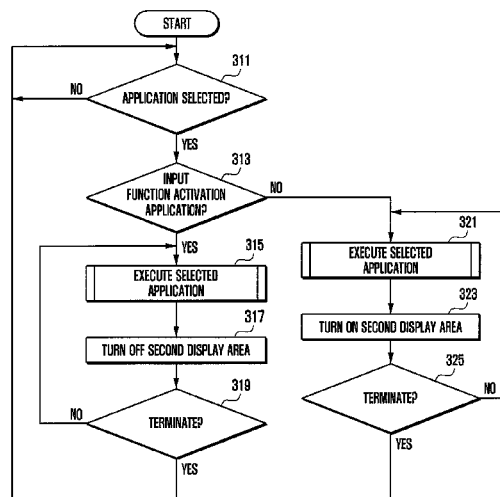 START
311
APPLICATION SELECTED?
NO
YES
313
INPUT
FUNCTION ACTIVATION
APPLICATION?
NO
YES
315
EXECUTE SELECTED
APPLICATION
321
EXECUTE SELECTED
APPLICATION
317
TURN OFF SECOND DISPLAY AREA
323
TURN ON SECOND DISPLAY AREA
319
TERMINATE?
NO
YES
325
TERMINATE?
NO
YES